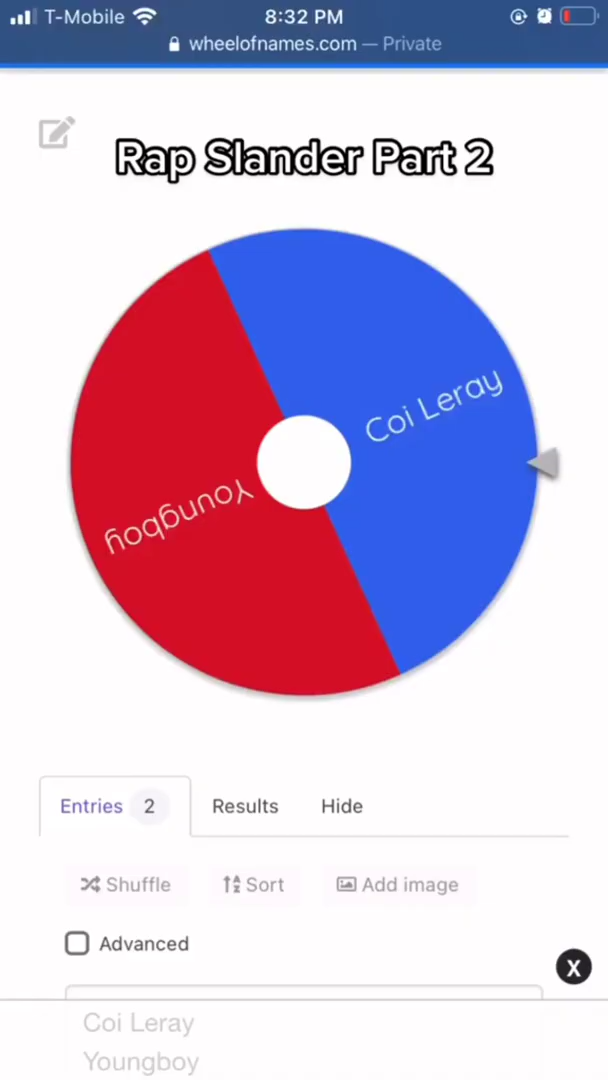 T-Mobile 8:32 PM
wheelofnames.com — Private
Rap Slander Part 2
Coi Leray
Youngboy
Entries 2 Results Hide
Shuffle Sort Add image
Advanced
X
Coi Leray
Youngboy